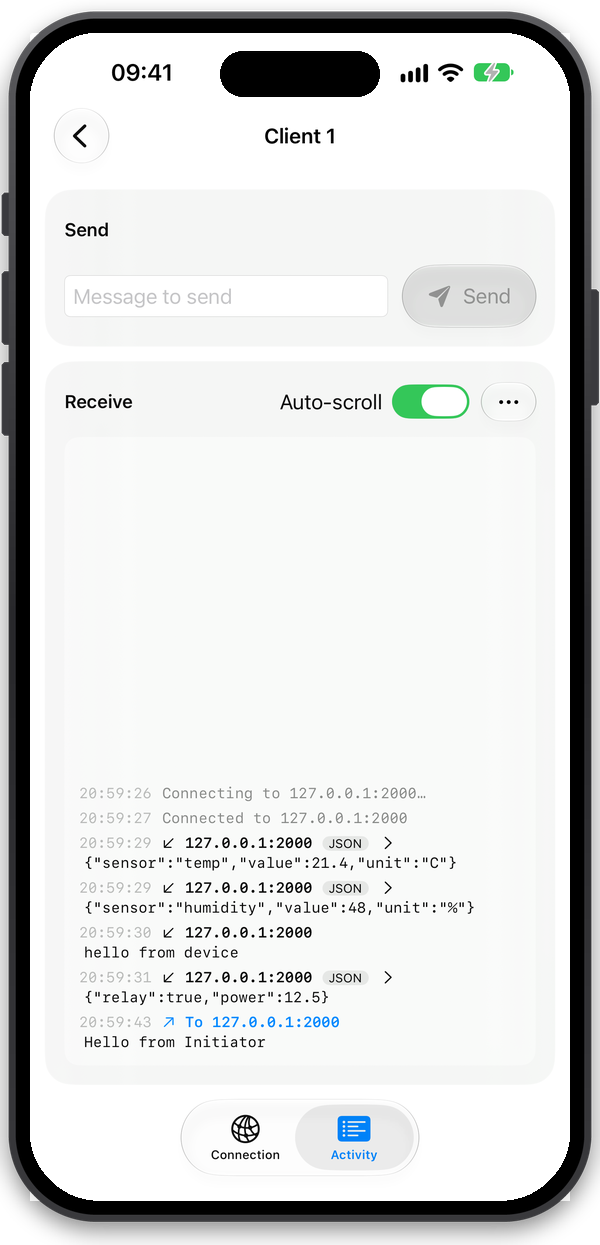 09:41
Client 1
Send
Message to send
Send
Receive
Auto-scroll
20:59:26 Connecting to 127.0.0.1:2000…
20:59:27 Connected to 127.0.0.1:2000
20:59:29 ↙ 127.0.0.1:2000 JSON >
{"sensor":"temp","value":21.4,"unit":"C"}
20:59:29 ↙ 127.0.0.1:2000 JSON >
{"sensor":"humidity","value":48,"unit":"%"}
20:59:30 ↙ 127.0.0.1:2000
hello from device
20:59:31 ↙ 127.0.0.1:2000 JSON >
{"relay":true,"power":12.5}
20:59:43 ↗ To 127.0.0.1:2000
Hello from Initiator
Connection
Activity